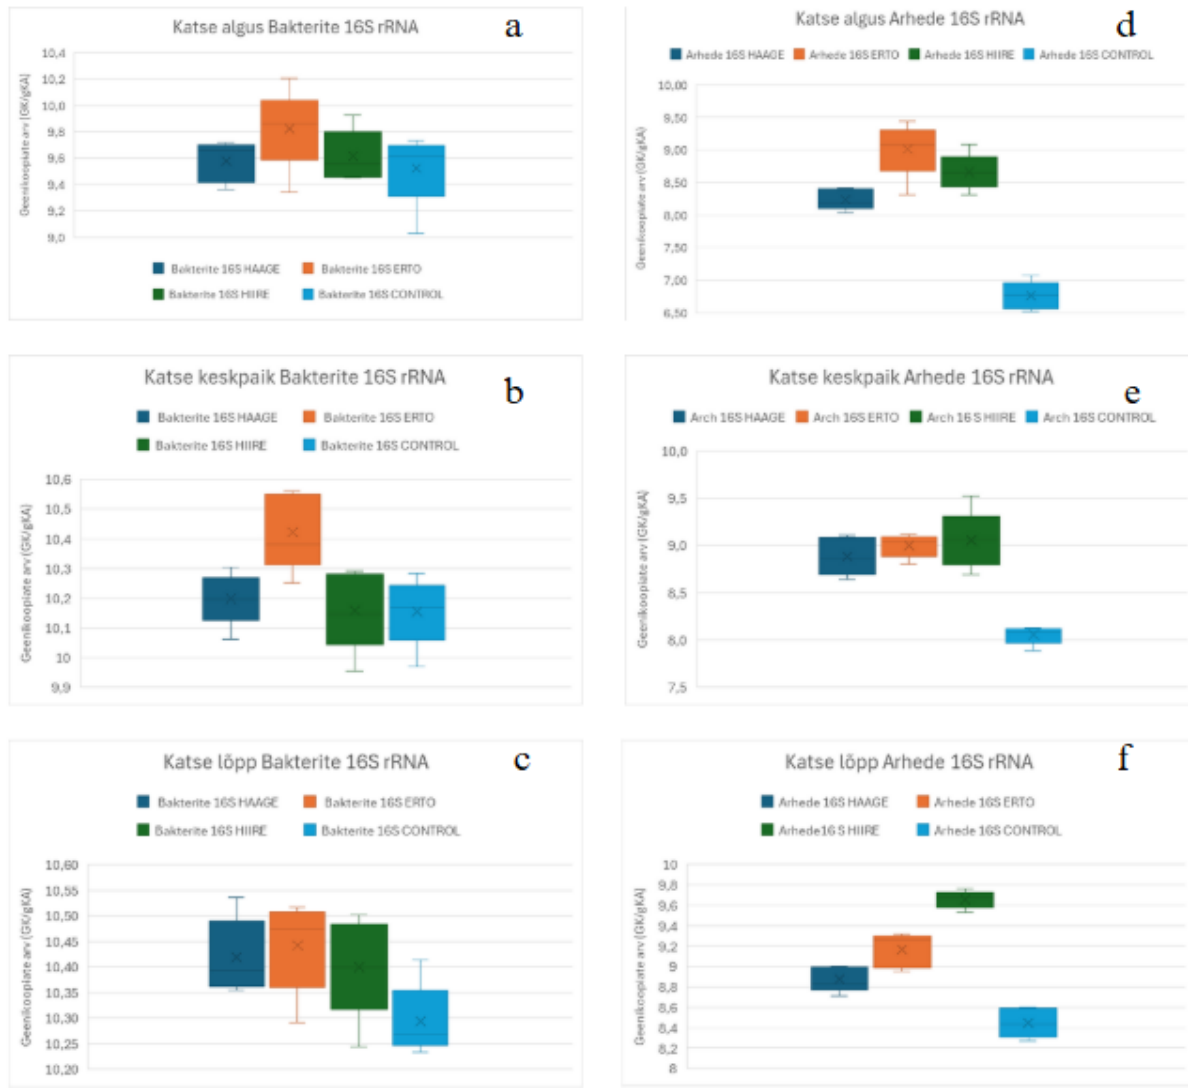 Katse algus Bakterite 16S rRNA
a
Geenikoopiate arv (GK/gKA)
10,4
10,2
10,0
9,8
9,6
9,4
9,2
9,0
Bakterite 16S HAAGE
Bakterite 16S ERTO
Bakterite 16S HIIRE
Bakterite 16S CONTROL
Katse algus Arhede 16S rRNA
d
Arhede 16S HAAGE
Arhede 16S ERTO
Arhede 16S HIIRE
Arhede 16S CONTROL
Geenikoopiate arv (GK/gKA)
10,00
9,50
9,00
8,50
8,00
7,50
7,00
6,50
Katse keskpaik Bakterite 16S rRNA
b
Bakterite 16S HAAGE
Bakterite 16S ERTO
Bakterite 16S HIIRE
Bakterite 16S CONTROL
Geenikoopiate arv (GK/gKA)
10,6
10,5
10,4
10,3
10,2
10,1
10
9,9
Katse keskpaik Arhede 16S rRNA
e
Arch 16S HAAGE
Arch 16S ERTO
Arch 16S HIIRE
Arch 16S CONTROL
Geenikoopiate arv (GK/gKA)
10,0
9,5
9,0
8,5
8,0
7,5
Katse lõpp Bakterite 16S rRNA
c
Bakterite 16S HAAGE
Bakterite 16S ERTO
Bakterite 16S HIIRE
Bakterite 16S CONTROL
Geenikoopiate arv (GK/gKA)
10,60
10,55
10,50
10,45
10,40
10,35
10,30
10,25
10,20
Katse lõpp Arhede 16S rRNA
f
Arhede 16S HAAGE
Arhede 16S ERTO
Arhede16 S HIIRE
Arhede 16S CONTROL
Geenikoopiate arv (GK/gKA)
10
9,8
9,6
9,4
9,2
9
8,8
8,6
8,4
8,2
8